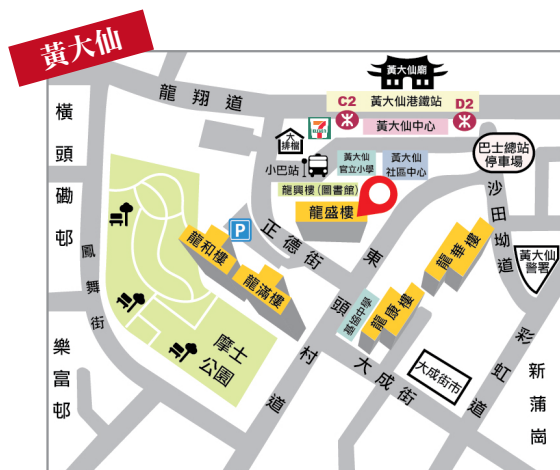 黃大仙
黃大仙廟
龍翔道
C2 黃大仙港鐵站 D2
黃大仙中心
7
ELEVEN
大排檔
小巴站
黃大仙
官立小學
黃大仙
社區中心
巴士總站
停車場
龍興樓(圖書館)
龍盛樓
橫頭磡邨
鳳舞街
P
正德街
龍和樓
龍滿樓
東頭村道
龍華樓
沙田坳道
黃大仙
警署
基協中學
龍康樓
摩士
公園
大成街
大成街市
彩虹道
新蒲崗
樂富邨